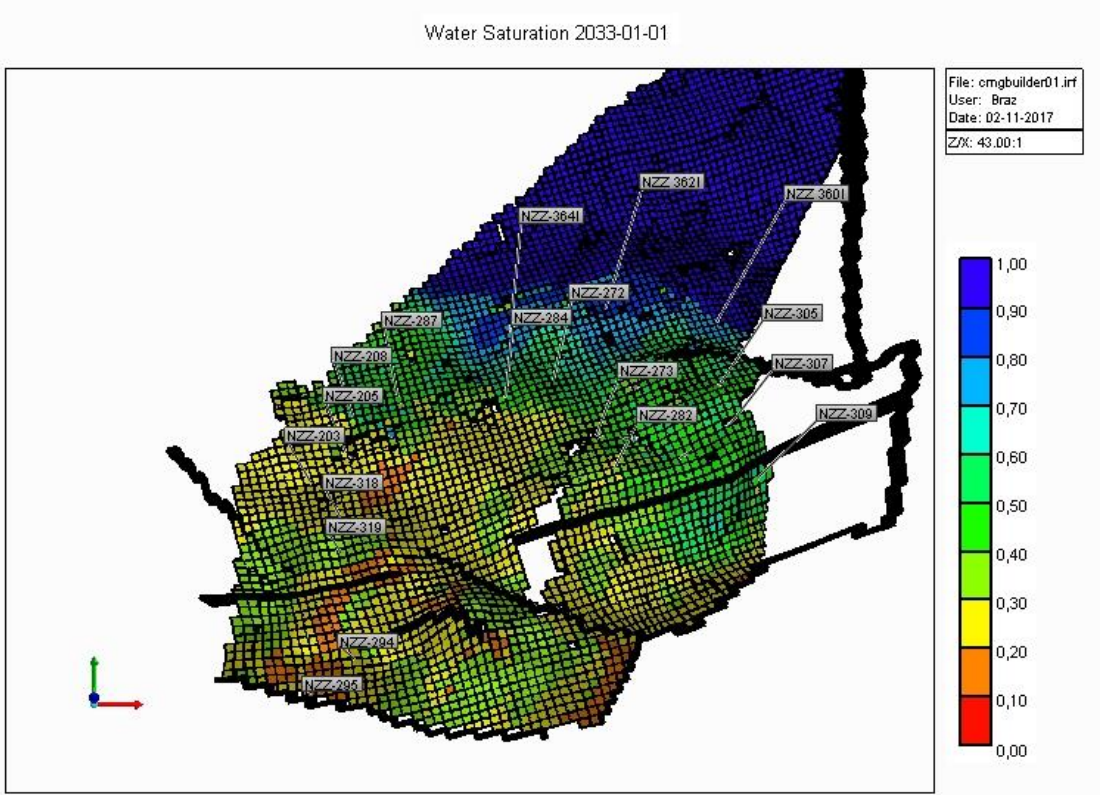 Water Saturation 2033-01-01
File: cmgbuilder01.irf
User: Braz
Date: 02-11-2017
Z/X: 43.00:1
NZZ 362I
NZZ 360I
NZZ-364I
NZZ-272
NZZ-287
NZZ-284
NZZ-305
NZZ-208
NZZ-307
NZZ-273
NZZ-205
NZZ-282
NZZ-309
NZZ-203
NZZ-318
NZZ-319
NZZ-294
NZZ-295
1,00
0,90
0,80
0,70
0,60
0,50
0,40
0,30
0,20
0,10
0,00